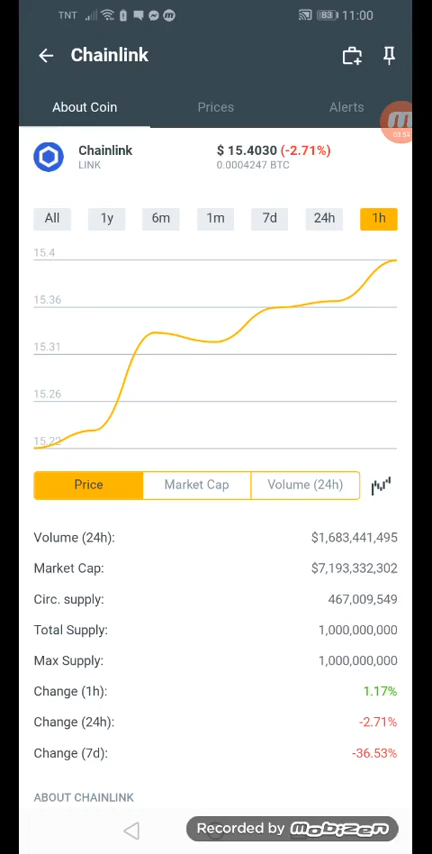 TNT 83 11:00
Chainlink
About Coin Prices Alerts
03:53
Chainlink $ 15.4030 (-2.71%)
LINK 0.0004247 BTC
All 1y 6m 1m 7d 24h 1h
15.4
15.36
15.31
15.26
15.22
Price Market Cap Volume (24h)
Volume (24h): $1,683,441,495
Market Cap: $7,193,332,302
Circ. supply: 467,009,549
Total Supply: 1,000,000,000
Max Supply: 1,000,000,000
Change (1h): 1.17%
Change (24h): -2.71%
Change (7d): -36.53%
ABOUT CHAINLINK
Recorded by mobizen